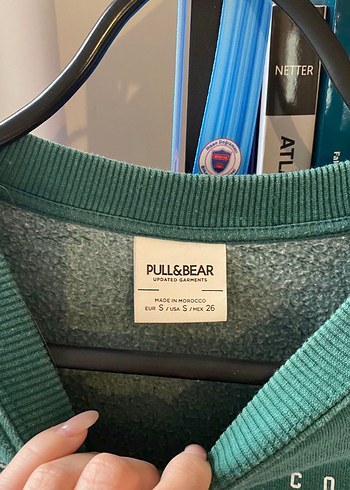 NETTER
ATL
PULL&BEAR
UPDATED GARMENTS
MADE IN MOROCCO
EUR S / USA S / MEX 26
C O